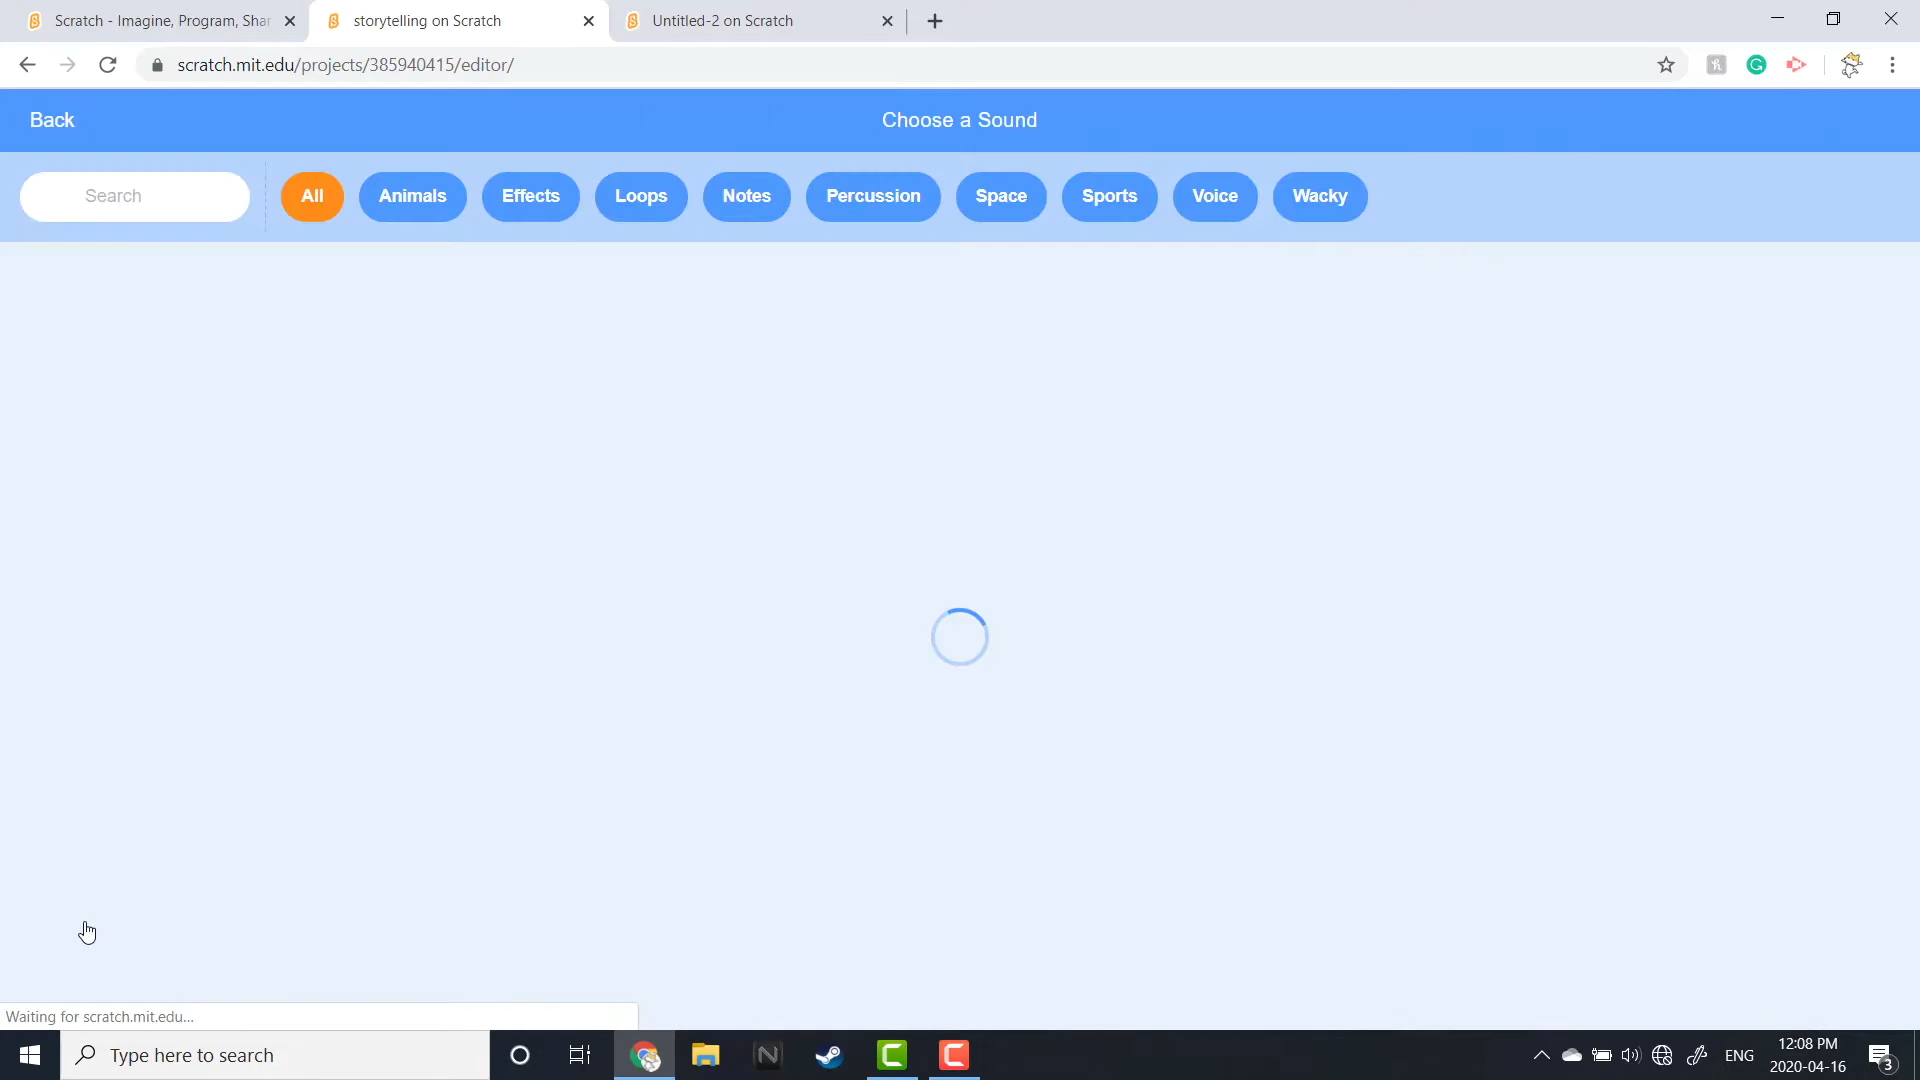 Scratch - Imagine, Program, Shar
storytelling on Scratch
Untitled-2 on Scratch
scratch.mit.edu/projects/385940415/editor/
Back
Choose a Sound
Search
All
Animals
Effects
Loops
Notes
Percussion
Space
Sports
Voice
Wacky
Waiting for scratch.mit.edu...
Type here to search
ENG
12:08 PM
2020-04-16
3